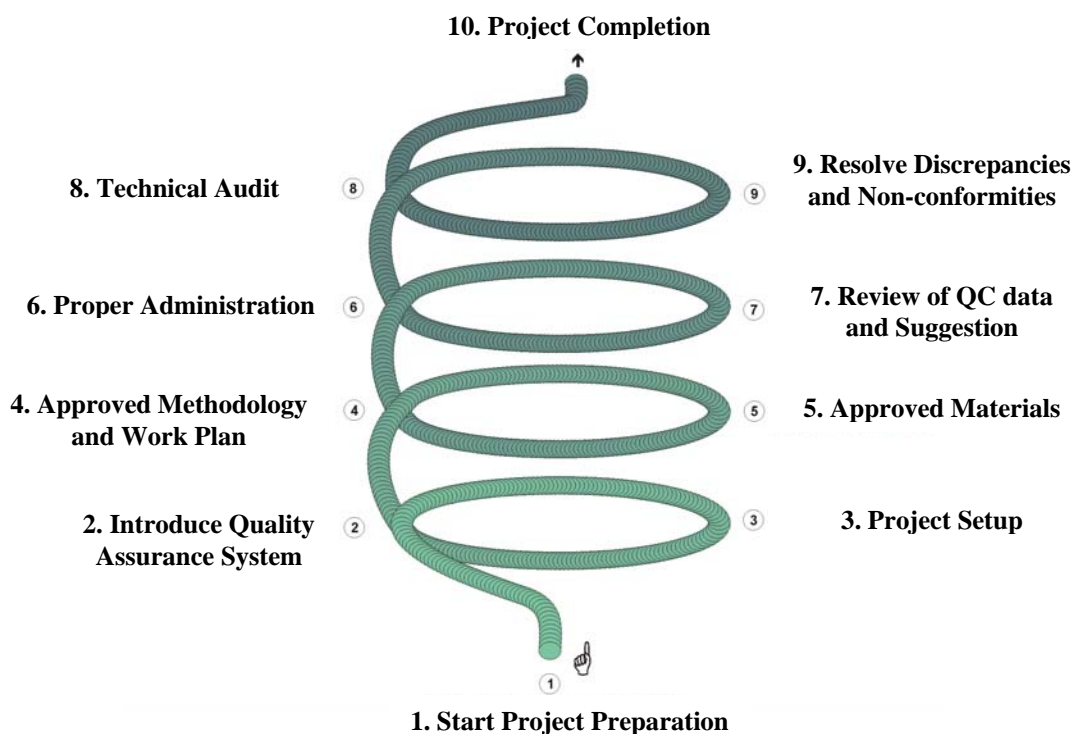 10. Project Completion
8. Technical Audit
8
9
9. Resolve Discrepancies
and Non-conformities
6. Proper Administration
6
7
7. Review of QC data
and Suggestion
4. Approved Methodology
and Work Plan
4
5
5. Approved Materials
2. Introduce Quality
Assurance System
2
3
3. Project Setup
1
1. Start Project Preparation